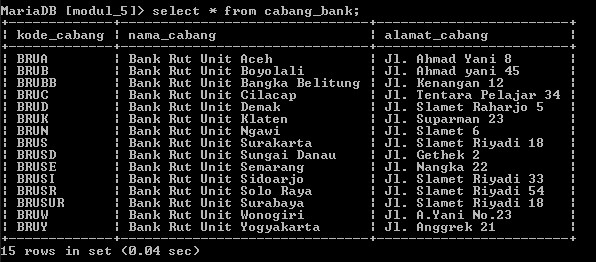 MariaDB [modul_5]> select * from cabang_bank;
kode_cabang | nama_cabang | alamat_cabang
BRUA | Bank Rut Unit Aceh | Jl. Ahmad Yani 8
BRUB | Bank Rut Unit Boyolali | Jl. Ahmad yani 45
BRUBB | Bank Rut Unit Bangka Belitung | Jl. Kenangan 12
BRUC | Bank Rut Unit Cilacap | Jl. Tentara Pelajar 34
BRUD | Bank Rut Unit Demak | Jl. Slamet Raharjo 5
BRUK | Bank Rut Unit Klaten | Jl. Suparman 23
BRUN | Bank Rut Unit Ngawi | Jl. Slamet 6
BRUS | Bank Rut Unit Surakarta | Jl. Slamet Riyadi 18
BRUSD | Bank Rut Unit Sungai Danau | Jl. Gethek 2
BRUSE | Bank Rut Unit Semarang | Jl. Nangka 22
BRUSI | Bank Rut Unit Sidoarjo | Jl. Slamet Riyadi 33
BRUSR | Bank Rut Unit Solo Raya | Jl. Slamet Riyadi 54
BRUSUR | Bank Rut Unit Surabaya | Jl. Slamet Riyadi 18
BRUW | Bank Rut Unit Wonogiri | Jl. A.Yani No.23
BRUY | Bank Rut Unit Yogyakarta | Jl. Anggrek 21
15 rows in set (0.04 sec)